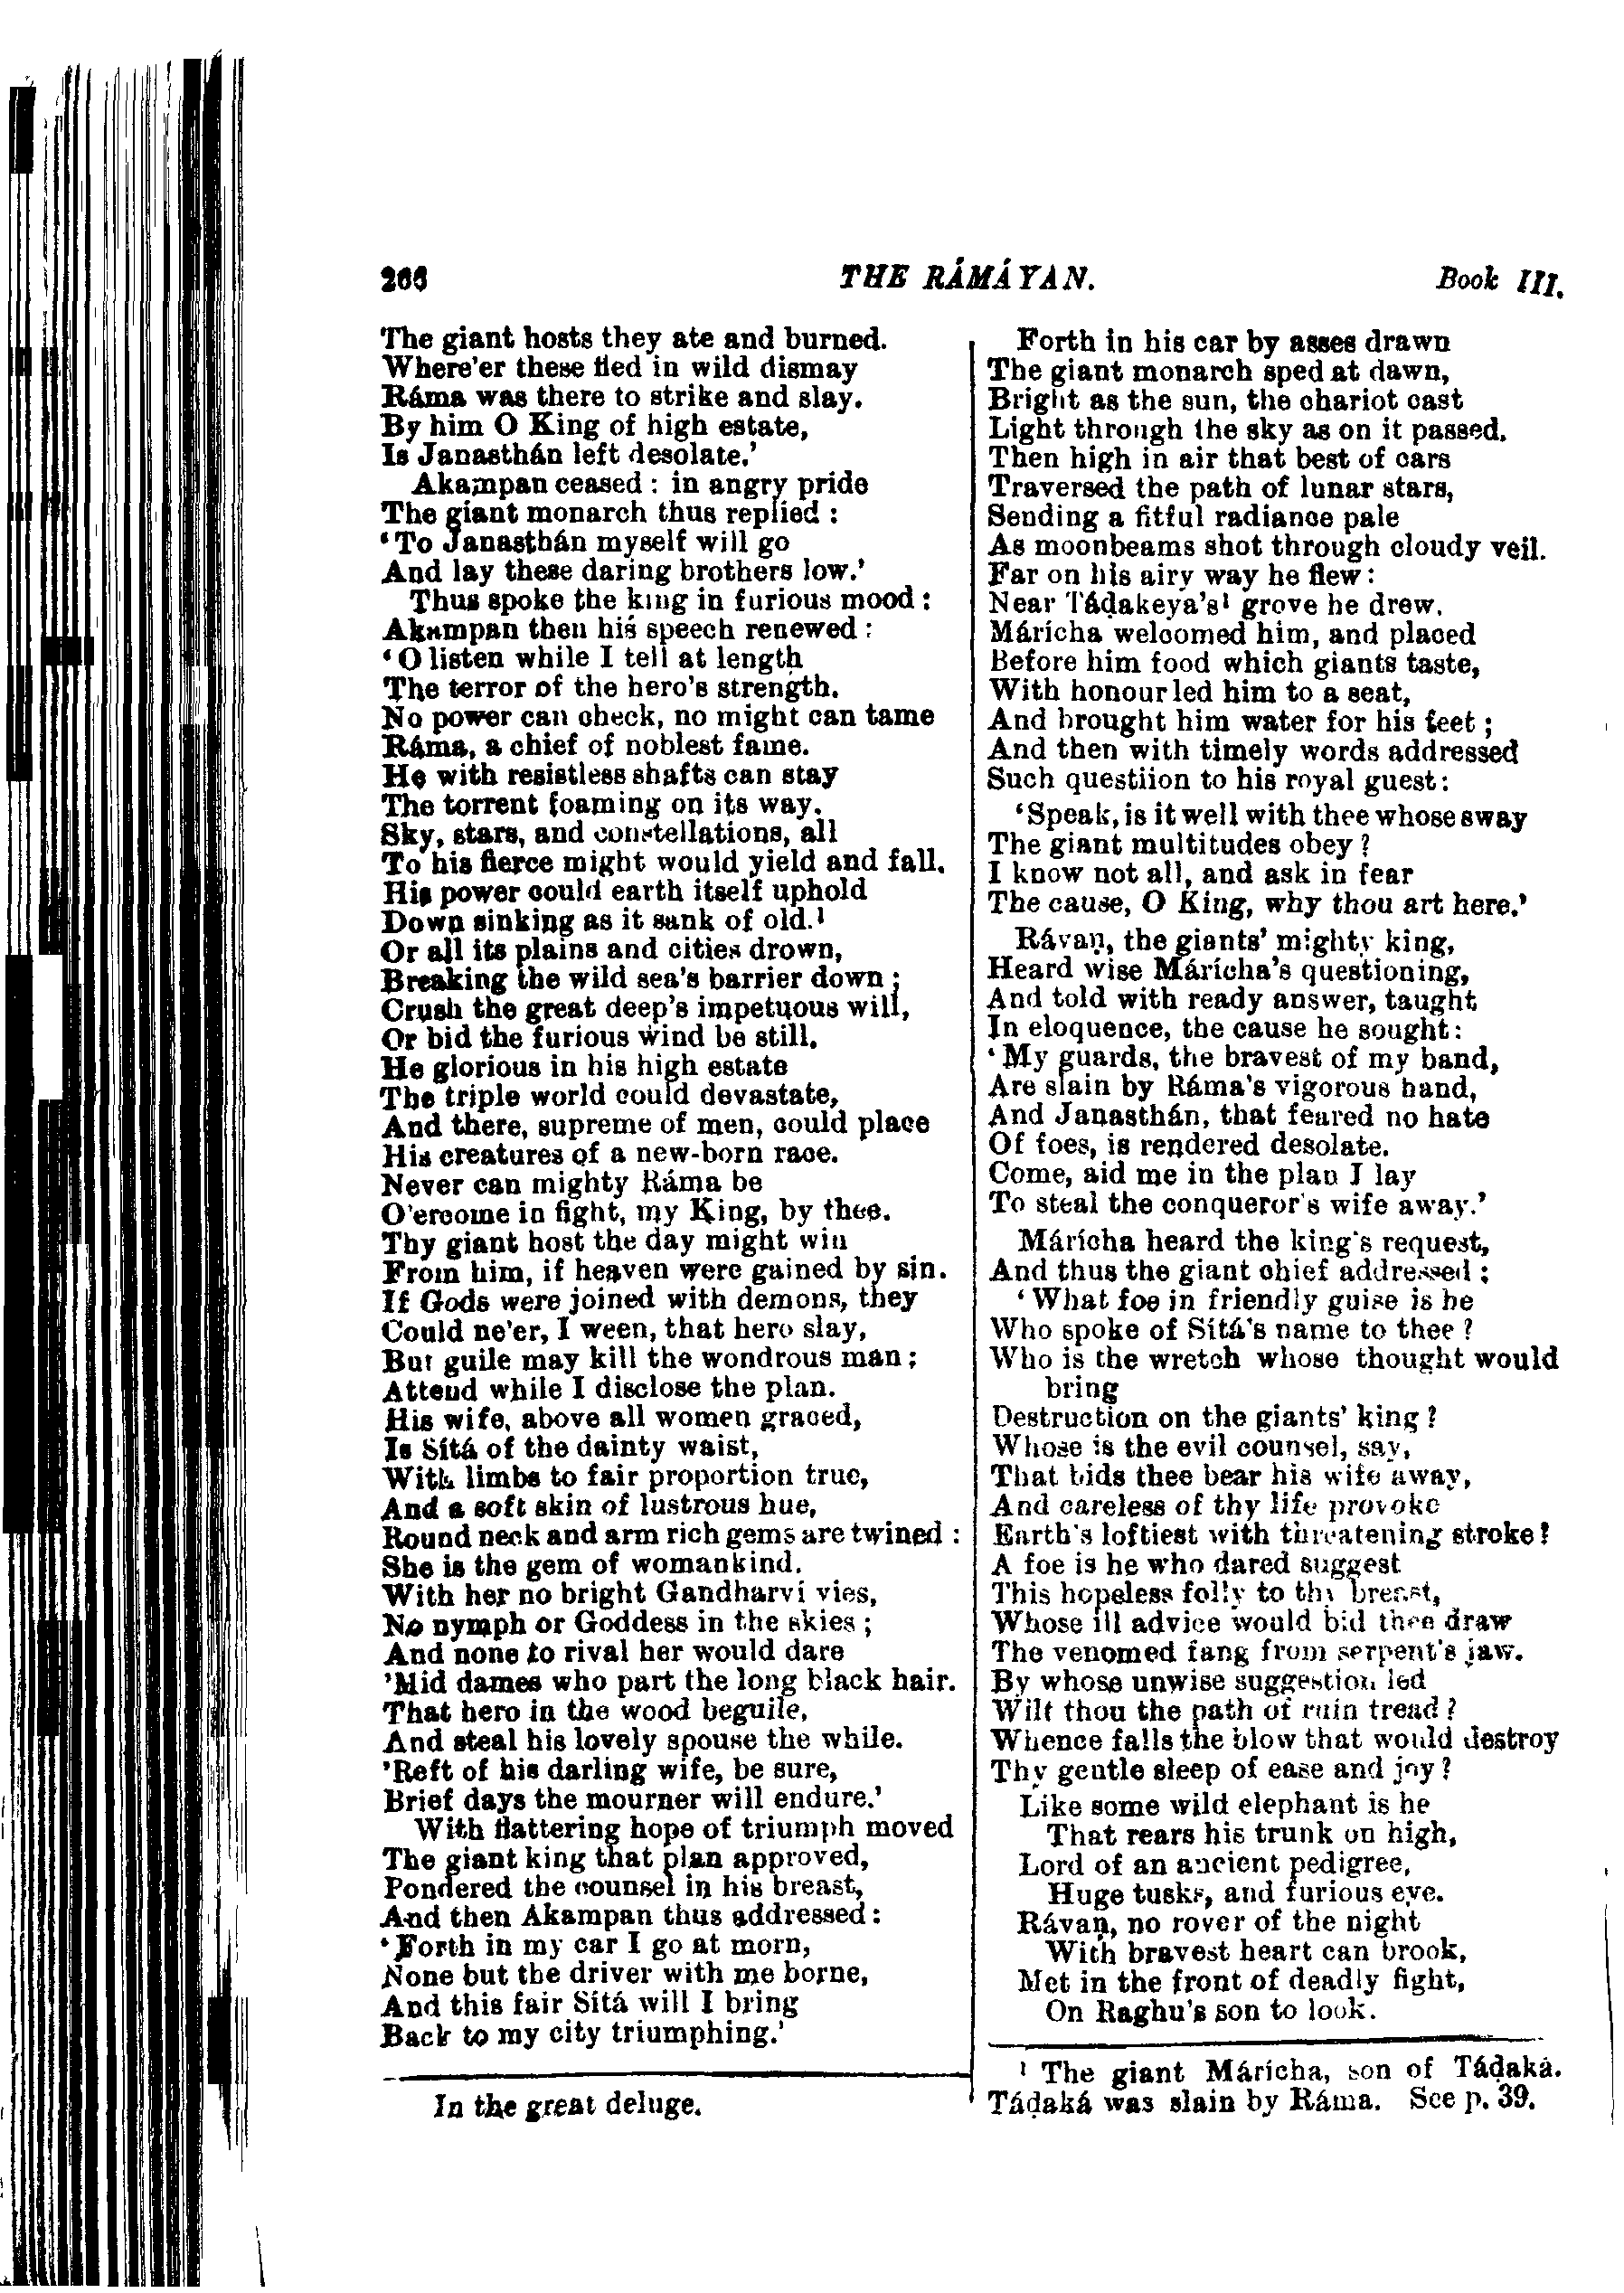 266 THE RÁMÁYAN. Book III.
The giant hosts they ate and burned.
Where'er these fled in wild dismay
Ráma was there to strike and slay.
By him O King of high estate,
Is Janasthán left desolate.'
Akampan ceased : in angry pride
The giant monarch thus replied :
'To Janasthán myself will go
And lay these daring brothers low.'
Thus spoke the king in furious mood :
Akampan then his speech renewed :
'O listen while I tell at length
The terror of the hero's strength.
No power can check, no might can tame
Ráma, a chief of noblest fame.
He with resistless shafts can stay
The torrent foaming on its way.
Sky, stars, and constellations, all
To his fierce might would yield and fall.
His power could earth itself uphold
Down sinking as it sank of old.¹
Or all its plains and cities drown,
Breaking the wild sea's barrier down ;
Crush the great deep's impetuous will,
Or bid the furious wind be still.
He glorious in his high estate
The triple world could devastate,
And there, supreme of men, could place
His creatures of a new-born race.
Never can mighty Ráma be
O'ercome in fight, my King, by thee.
Thy giant host the day might win
From him, if heaven were gained by sin.
If Gods were joined with demons, they
Could ne'er, I ween, that hero slay,
But guile may kill the wondrous man ;
Attend while I disclose the plan.
His wife, above all women graced,
Is Sítá of the dainty waist,
With limbs to fair proportion true,
And a soft skin of lustrous hue,
Round neck and arm rich gems are twined :
She is the gem of womankind.
With her no bright Gandharví vies,
No nymph or Goddess in the skies ;
And none to rival her would dare
'Mid dames who part the long black hair.
That hero in the wood beguile,
And steal his lovely spouse the while.
'Reft of his darling wife, be sure,
Brief days the mourner will endure.'
With flattering hope of triumph moved
The giant king that plan approved,
Pondered the counsel in his breast,
And then Akampan thus addressed :
'Forth in my car I go at morn,
None but the driver with me borne,
And this fair Sítá will I bring
Back to my city triumphing.'
In the great deluge.
Forth in his car by asses drawn
The giant monarch sped at dawn,
Bright as the sun, the chariot cast
Light through the sky as on it passed.
Then high in air that best of cars
Traversed the path of lunar stars,
Sending a fitful radiance pale
As moonbeams shot through cloudy veil.
Far on his airy way he flew :
Near Táḍakeya's¹ grove he drew.
Márícha welcomed him, and placed
Before him food which giants taste,
With honour led him to a seat,
And brought him water for his feet ;
And then with timely words addressed
Such questiion to his royal guest :
'Speak, is it well with thee whose sway
The giant multitudes obey ?
I know not all, and ask in fear
The cause, O King, why thou art here.'
Rávaṇ, the giants' mighty king,
Heard wise Márícha's questioning,
And told with ready answer, taught
In eloquence, the cause he sought :
'My guards, the bravest of my band,
Are slain by Ráma's vigorous hand,
And Janasthán, that feared no hate
Of foes, is rendered desolate.
Come, aid me in the plan I lay
To steal the conqueror's wife away.'
Márícha heard the king's request,
And thus the giant chief addressed :
'What foe in friendly guise is he
Who spoke of Sítá's name to thee ?
Who is the wretch whose thought would
bring
Destruction on the giants' king ?
Whose is the evil counsel, say,
That bids thee bear his wife away,
And careless of thy life provoke
Earth's loftiest with threatening stroke !
A foe is he who dared suggest
This hopeless folly to thy breast,
Whose ill advice would bid thee draw
The venomed fang from serpent's jaw.
By whose unwise suggestion led
Wilt thou the path of ruin tread ?
Whence falls the blow that would destroy
Thy gentle sleep of ease and joy ?
Like some wild elephant is he
That rears his trunk on high,
Lord of an ancient pedigree,
Huge tusks, and furious eye.
Rávaṇ, no rover of the night
With bravest heart can brook,
Met in the front of deadly fight,
On Raghu's son to look.
¹ The giant Márícha, son of Táḍaká.
Táḍaká was slain by Ráma. See p. 39.